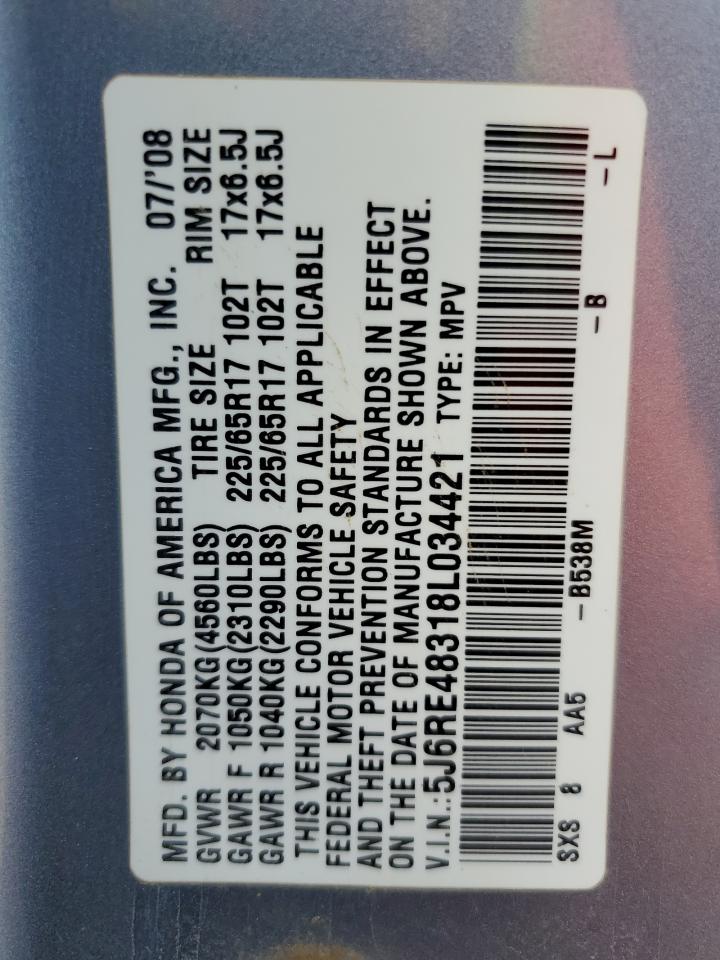 MFD. BY HONDA OF AMERICA MFG., INC. 07/'08
GVWR 2070KG(4560LBS) TIRE SIZE RIM SIZE
GAWR F 1050KG(2310LBS) 225/65R17 102T 17x6.5J
GAWR R 1040KG(2290LBS) 225/65R17 102T 17x6.5J
THIS VEHICLE CONFORMS TO ALL APPLICABLE
FEDERAL MOTOR VEHICLE SAFETY
AND THEFT PREVENTION STANDARDS IN EFFECT
ON THE DATE OF MANUFACTURE SHOWN ABOVE.
V.I.N.:5J6RE48318L034421 TYPE: MPV
SXS 8 AA5 –B538M –B –L